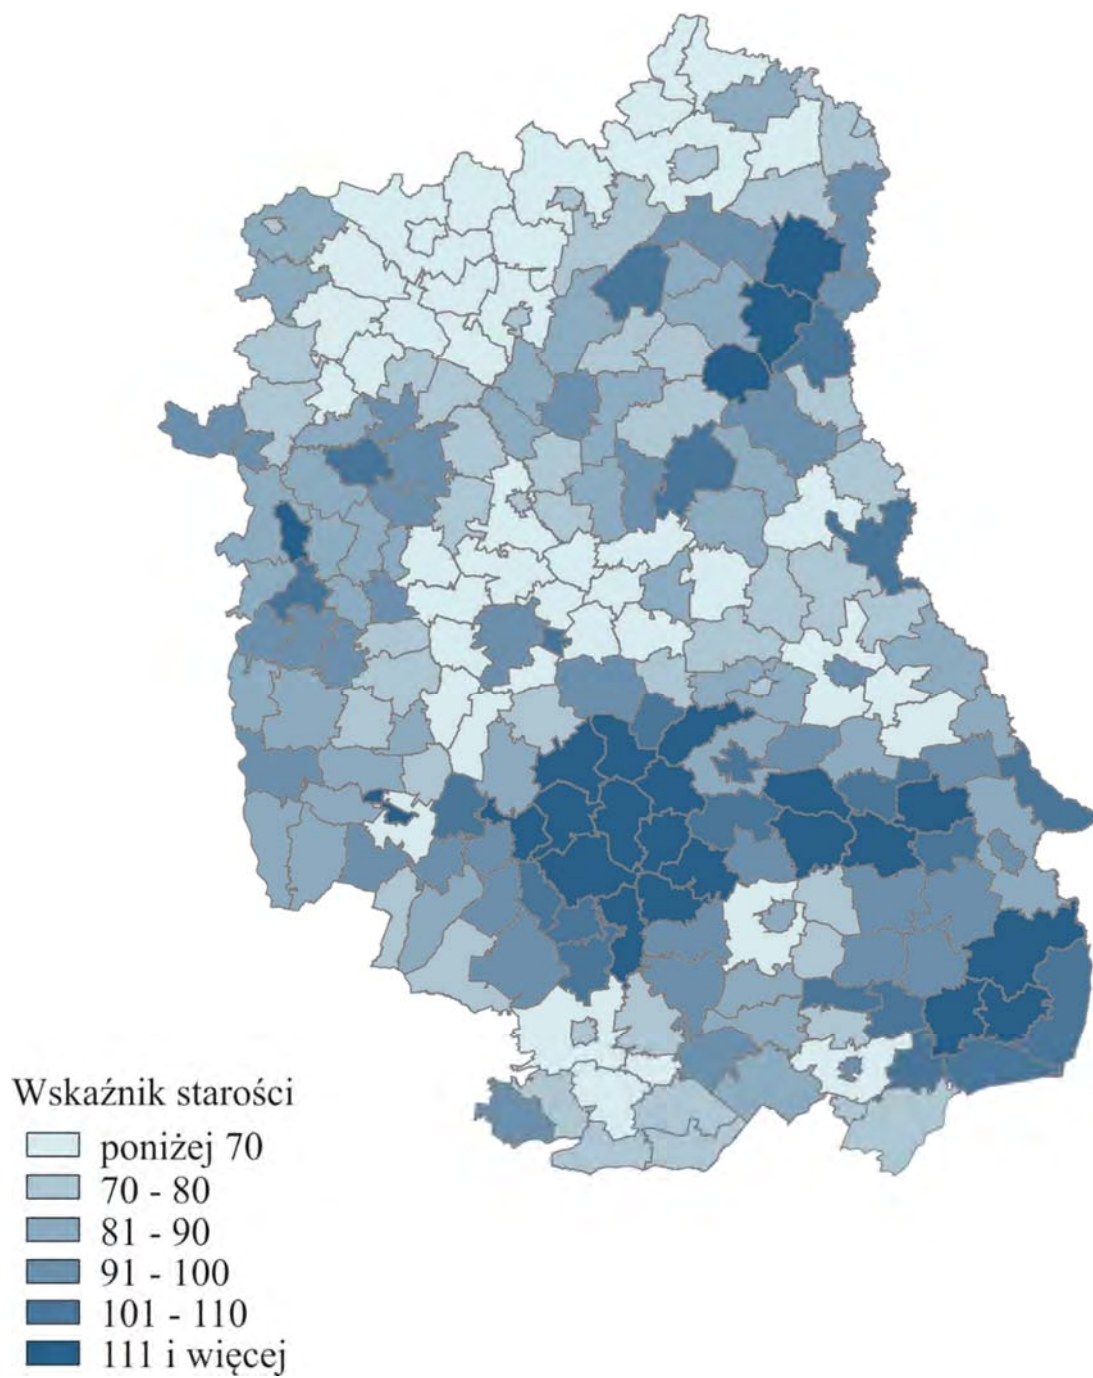 Wskaźnik starości
poniżej 70
70 - 80
81 - 90
91 - 100
101 - 110
111 i więcej